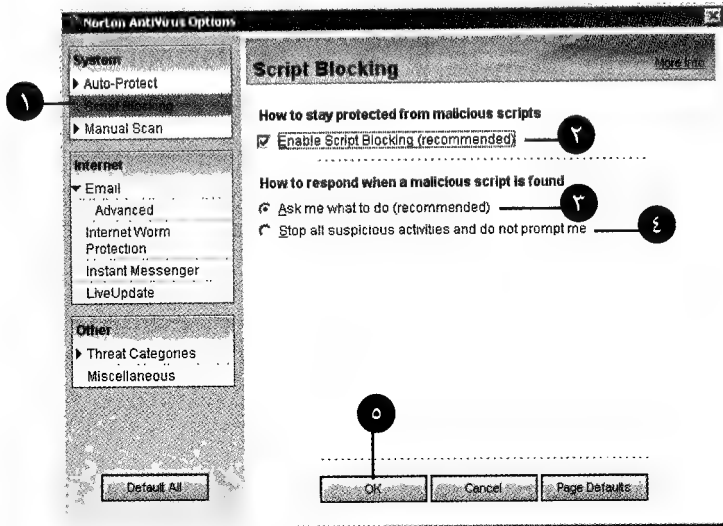 Norton AntiVirus Options
System
Auto-Protect
Script Blocking
Manual Scan
Internet
Email
Advanced
Internet Worm
Protection
Instant Messenger
LiveUpdate
Other
Threat Categories
Miscellaneous
Default All
Script Blocking
More Info
How to stay protected from malicious scripts
Enable Script Blocking (recommended)
How to respond when a malicious script is found
Ask me what to do (recommended)
Stop all suspicious activities and do not prompt me
OK
Cancel
Page Defaults
١
٢
٣
٤
٥